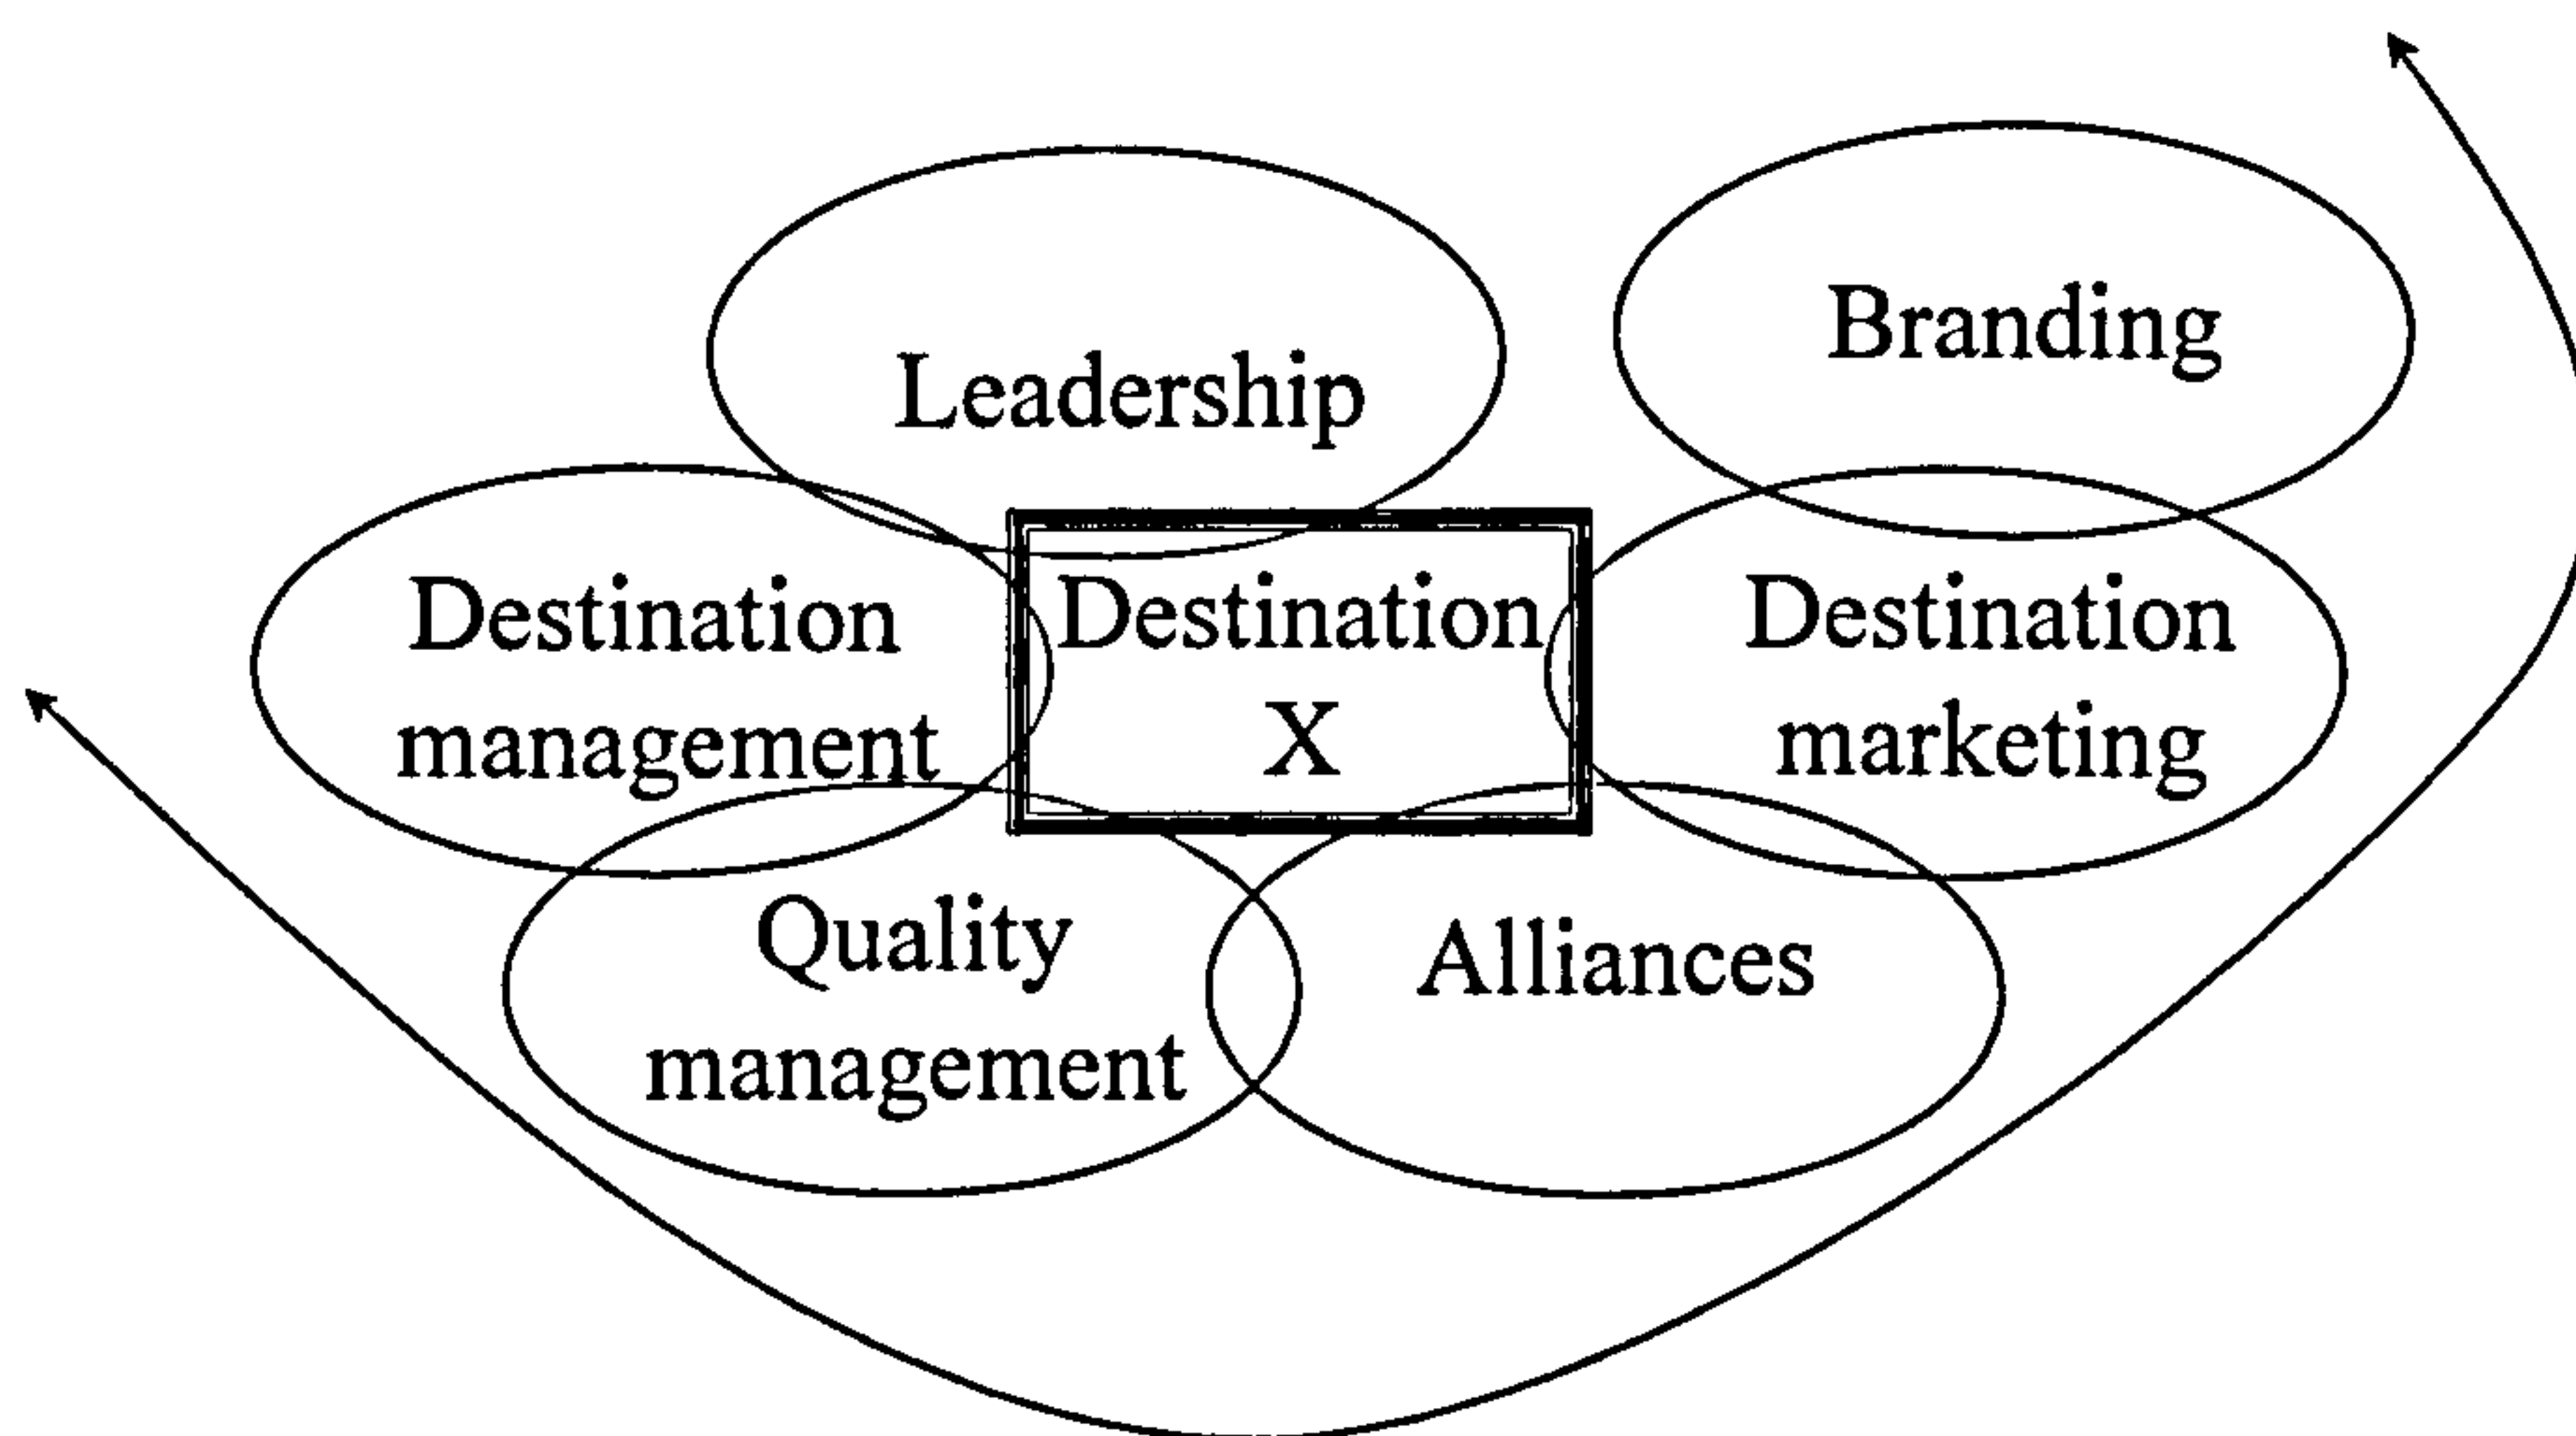 Branding
Leadership
Destination
management
Destination
X
Destination
marketing
Quality
management
Alliances